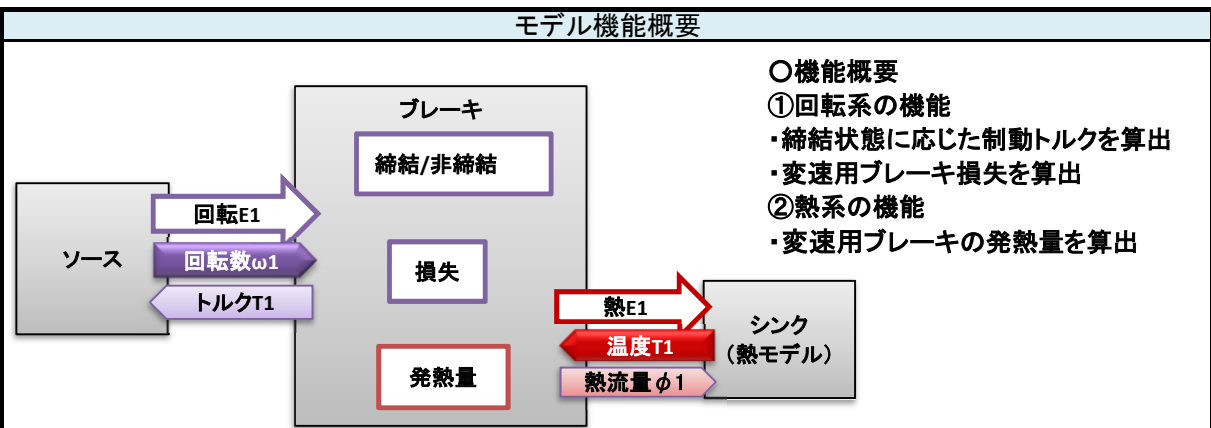 モデル機能概要
〇機能概要
①回転系の機能
・締結状態に応じた制動トルクを算出
・変速用ブレーキ損失を算出
②熱系の機能
・変速用ブレーキの発熱量を算出
ブレーキ
締結/非締結
ソース
回転E1
回転数ω1
トルクT1
損失
発熱量
熱E1
温度T1
熱流量φ1
シンク
（熱モデル）